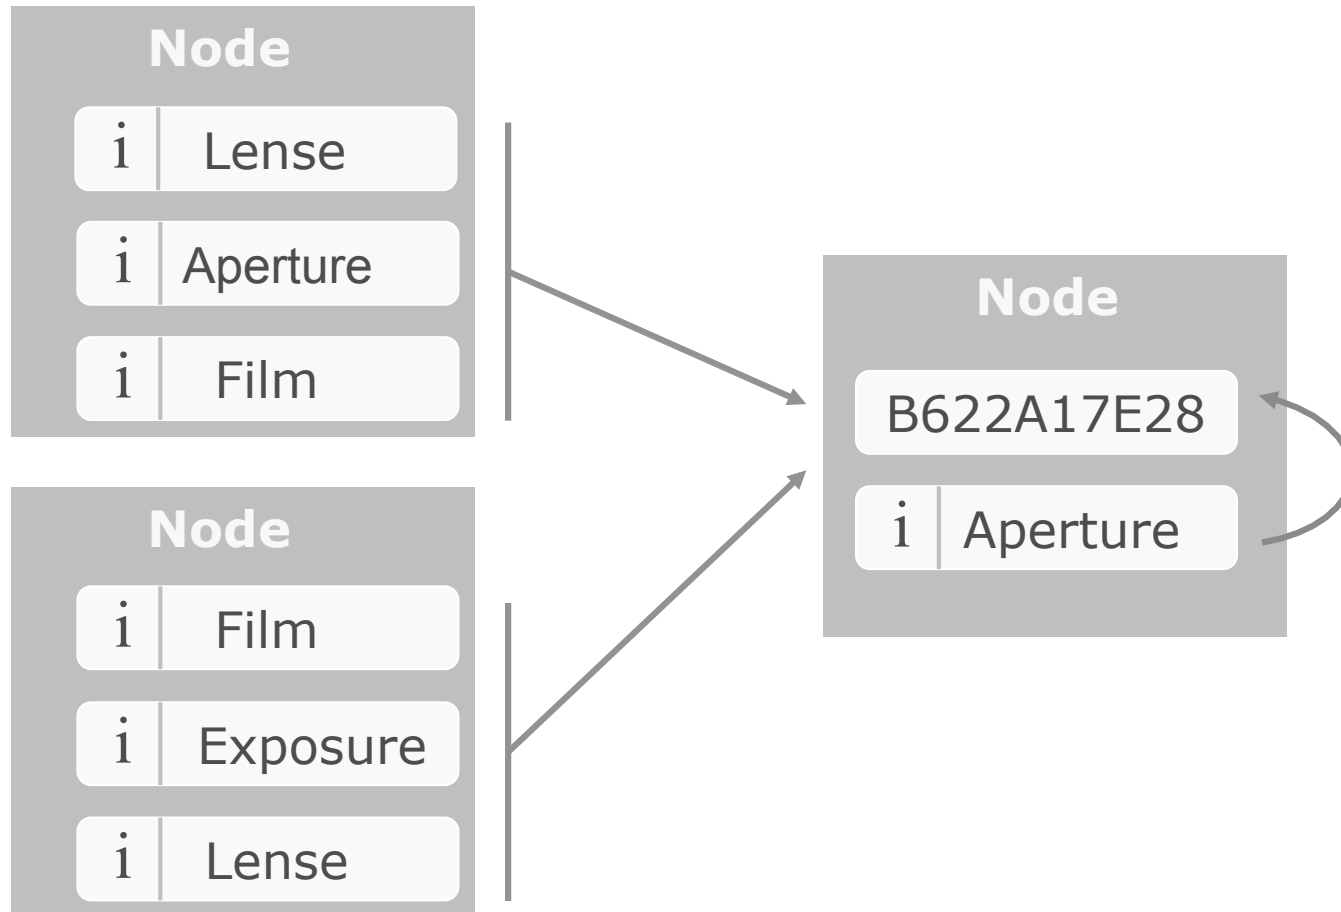 Node
i Lense
i Aperture
i Film
Node
i Film
i Exposure
i Lense
Node
B622A17E28
i Aperture